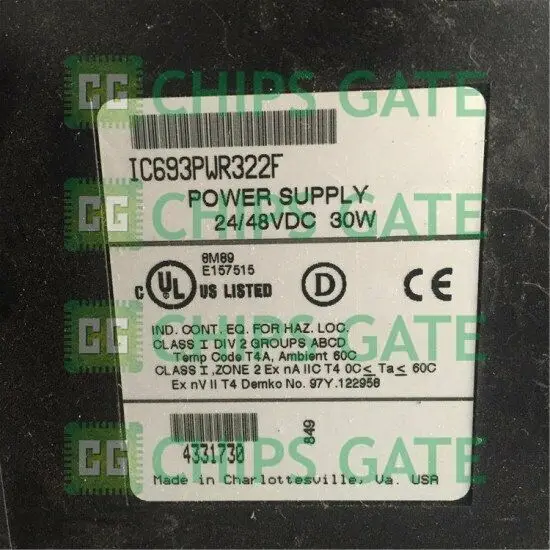 CHIPS GATE
IC693PWR322F
POWER SUPPLY
24/48VDC 30W
CHIPS GATE
8M89
E157515
C UL US LISTED
D
CE
IND. CONT. EQ. FOR HAZ. LOC.
CLASS I DIV 2 GROUPS ABCD
Temp Code T4A, Ambient 60C
CLASS I, ZONE 2 Ex nA IIC T4 0C≤ Ta≤ 60C
Ex nV II T4 Demko No. 97Y.122958
CHIPS GATE
849
4331730
CHIPS GATE
Made in Charlottesville, Va. USA
CHIPS GATE